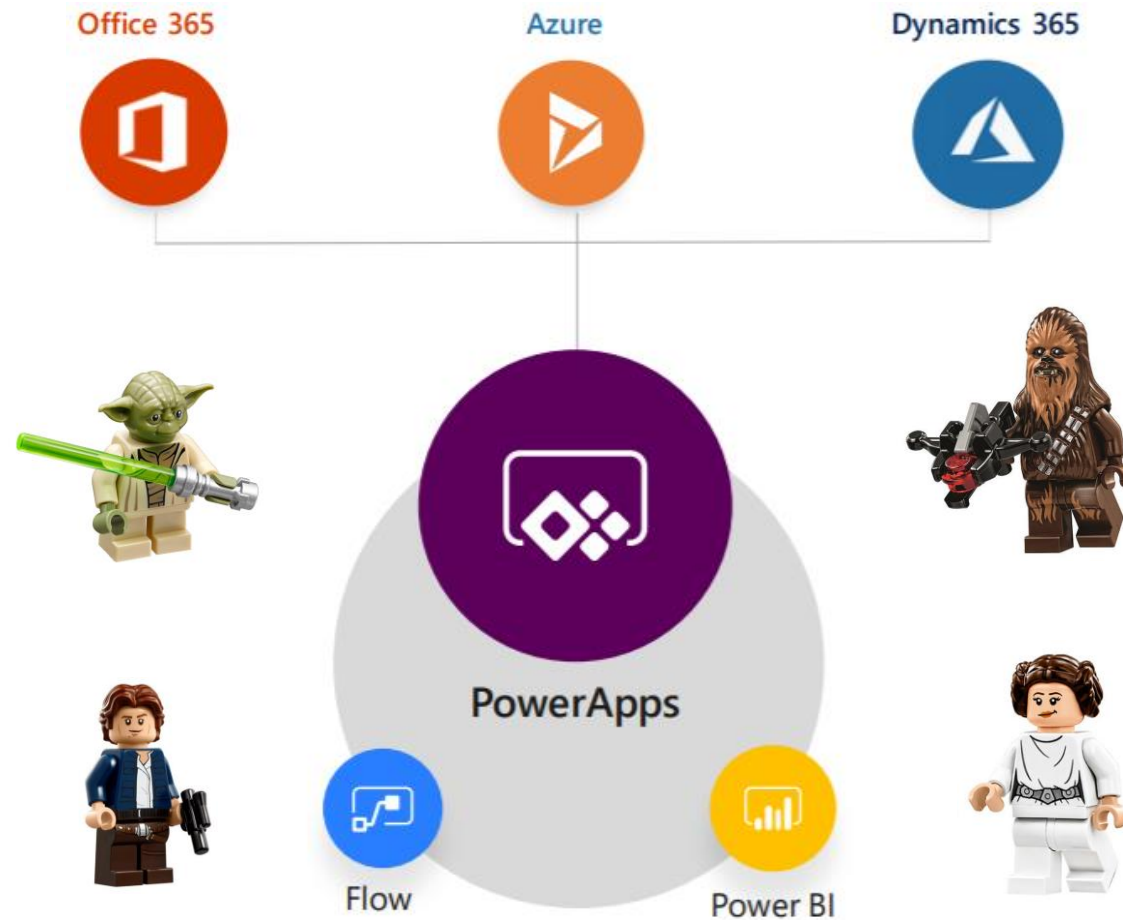 Office 365
Azure
Dynamics 365
PowerApps
Flow
Power BI